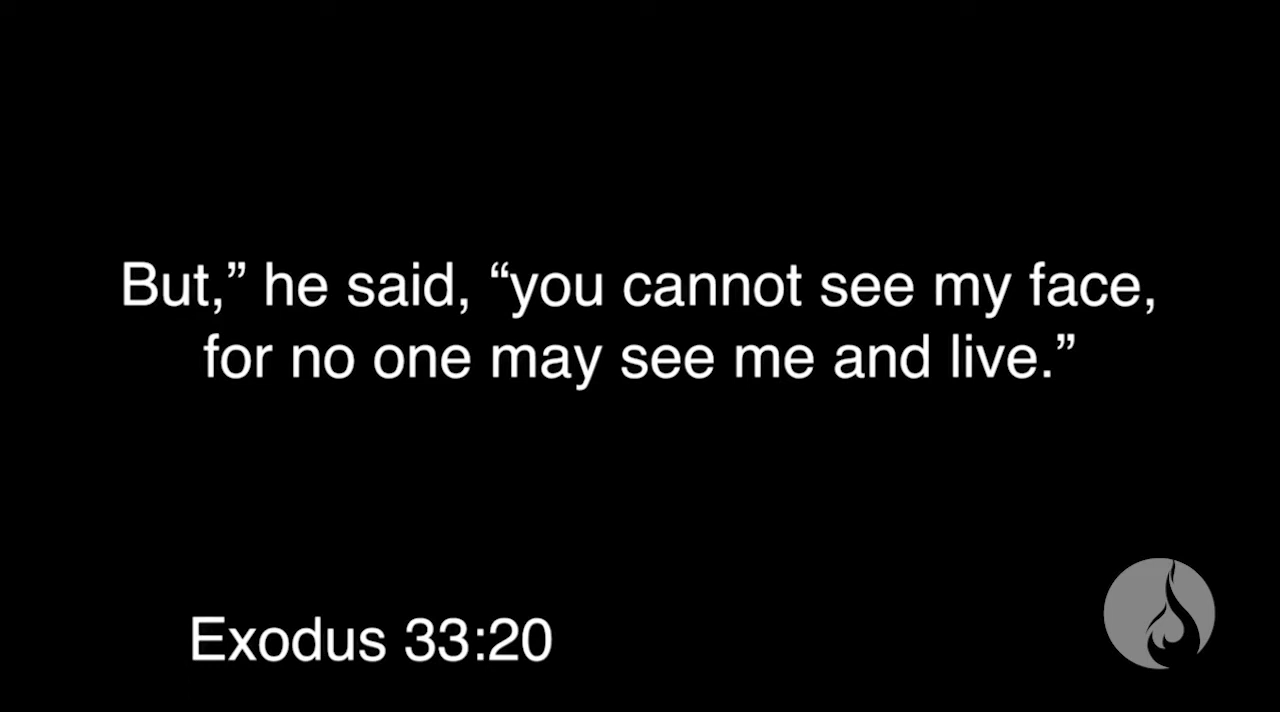 But,” he said, “you cannot see my face,
for no one may see me and live.”
Exodus 33:20